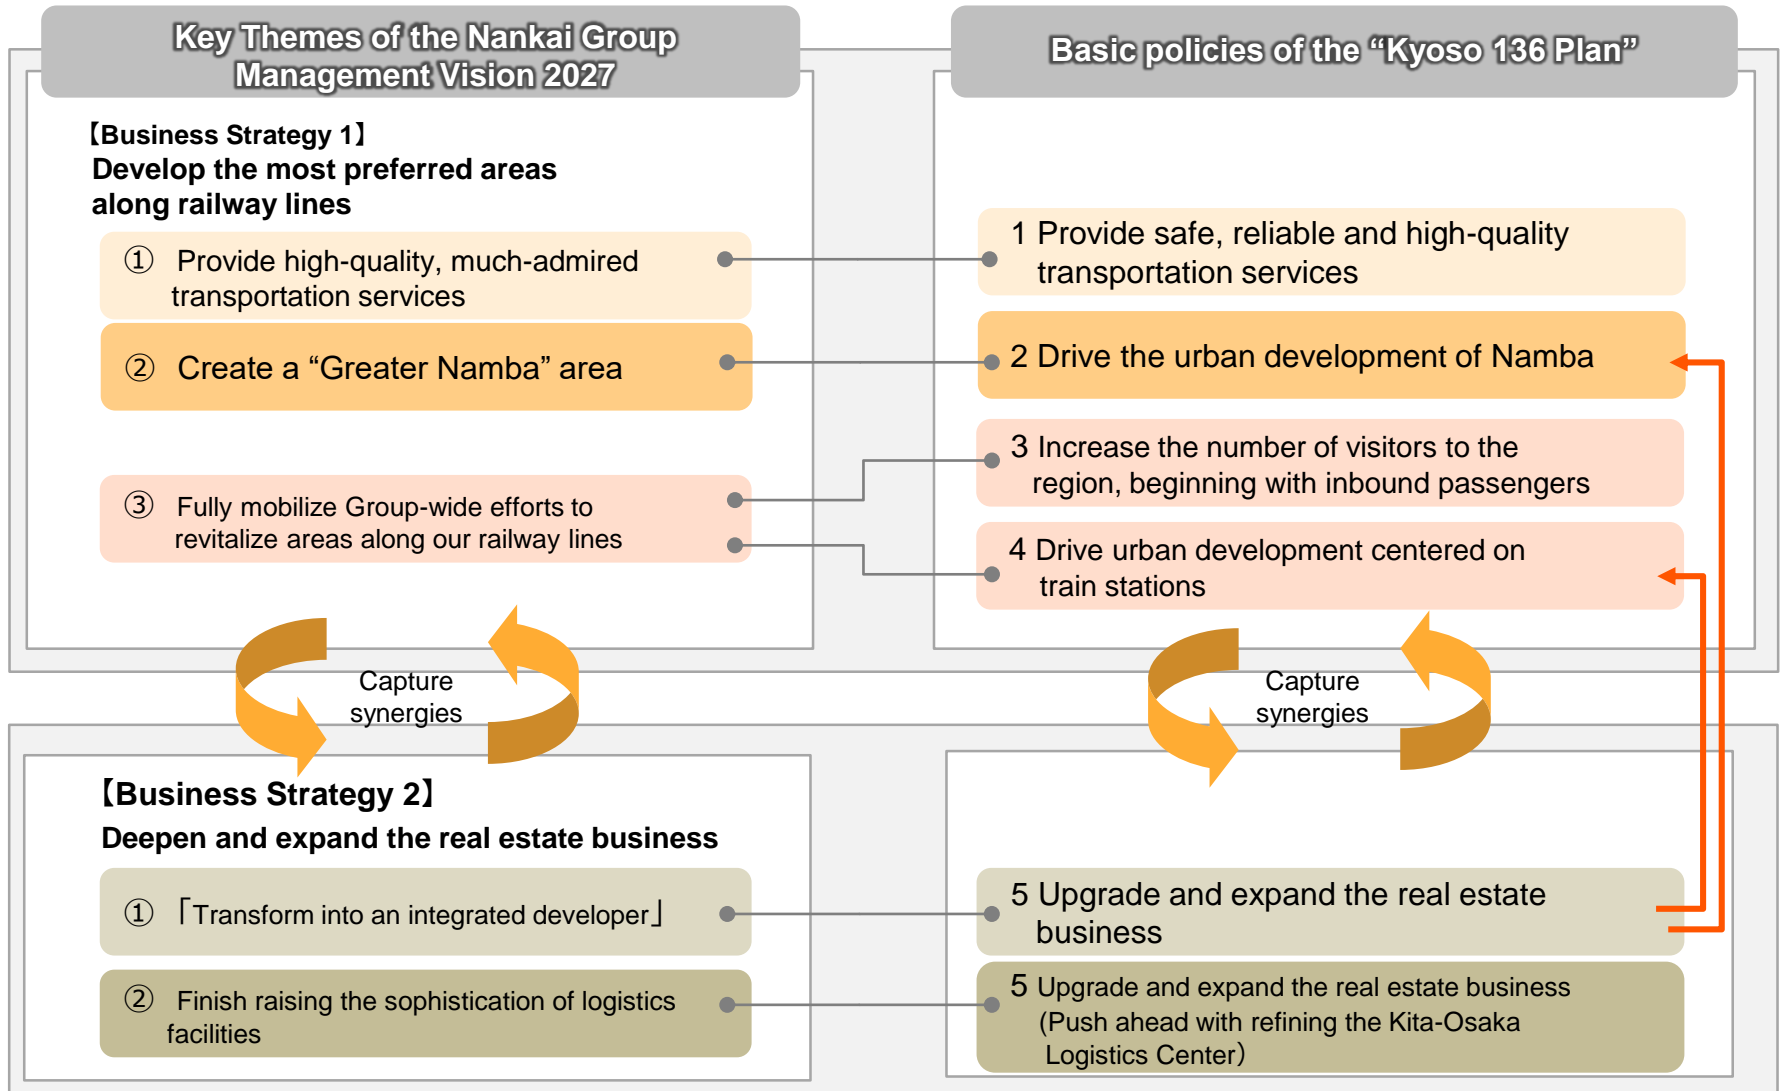 Key Themes of the Nankai Group
Management Vision 2027
Basic policies of the “Kyoso 136 Plan”
【Business Strategy 1】
Develop the most preferred areas
along railway lines
① Provide high-quality, much-admired
transportation services
② Create a “Greater Namba” area
③ Fully mobilize Group-wide efforts to
revitalize areas along our railway lines
1 Provide safe, reliable and high-quality
transportation services
2 Drive the urban development of Namba
3 Increase the number of visitors to the
region, beginning with inbound passengers
4 Drive urban development centered on
train stations
Capture
synergies
Capture
synergies
【Business Strategy 2】
Deepen and expand the real estate business
① ｢Transform into an integrated developer｣
② Finish raising the sophistication of logistics
facilities
5 Upgrade and expand the real estate
business
5 Upgrade and expand the real estate business
(Push ahead with refining the Kita-Osaka
Logistics Center）